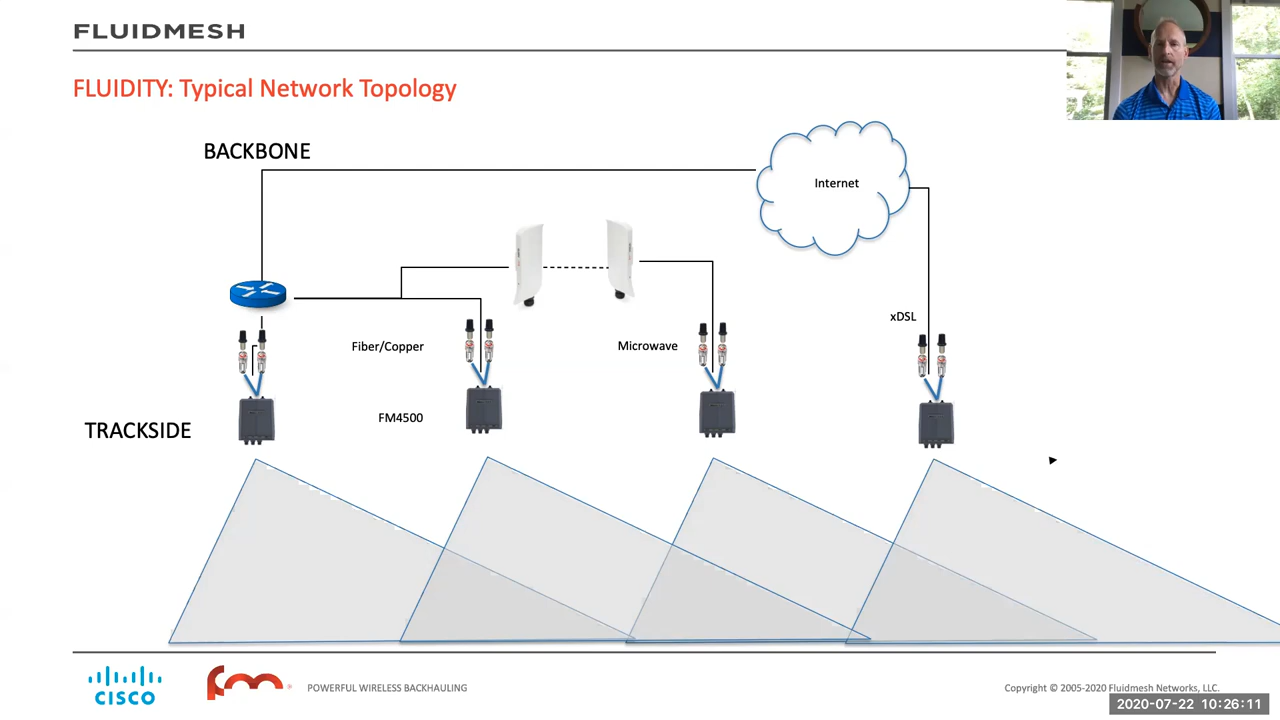 FLUIDMESH
FLUIDITY: Typical Network Topology
BACKBONE
Internet
xDSL
Fiber/Copper
Microwave
FM4500
TRACKSIDE
CISCO
fm
POWERFUL WIRELESS BACKHAULING
Copyright © 2005-2020 Fluidmesh Networks, LLC.
2020-07-22 10:26:11